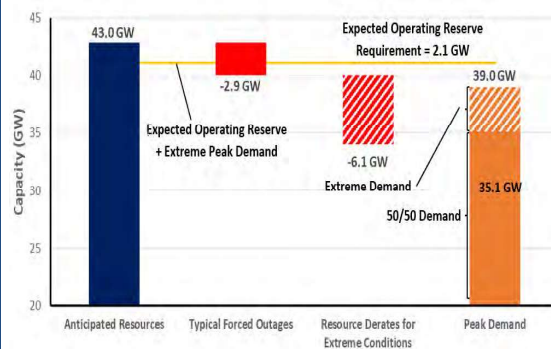 45
40
35
30
25
20
Capacity (GW)
43.0 GW
-2.9 GW
-6.1 GW
39.0 GW
35.1 GW
Expected Operating Reserve
Requirement = 2.1 GW
Expected Operating Reserve
+ Extreme Peak Demand
Extreme Demand
50/50 Demand
Anticipated Resources
Typical Forced Outages
Resource Derates for
Extreme Conditions
Peak Demand